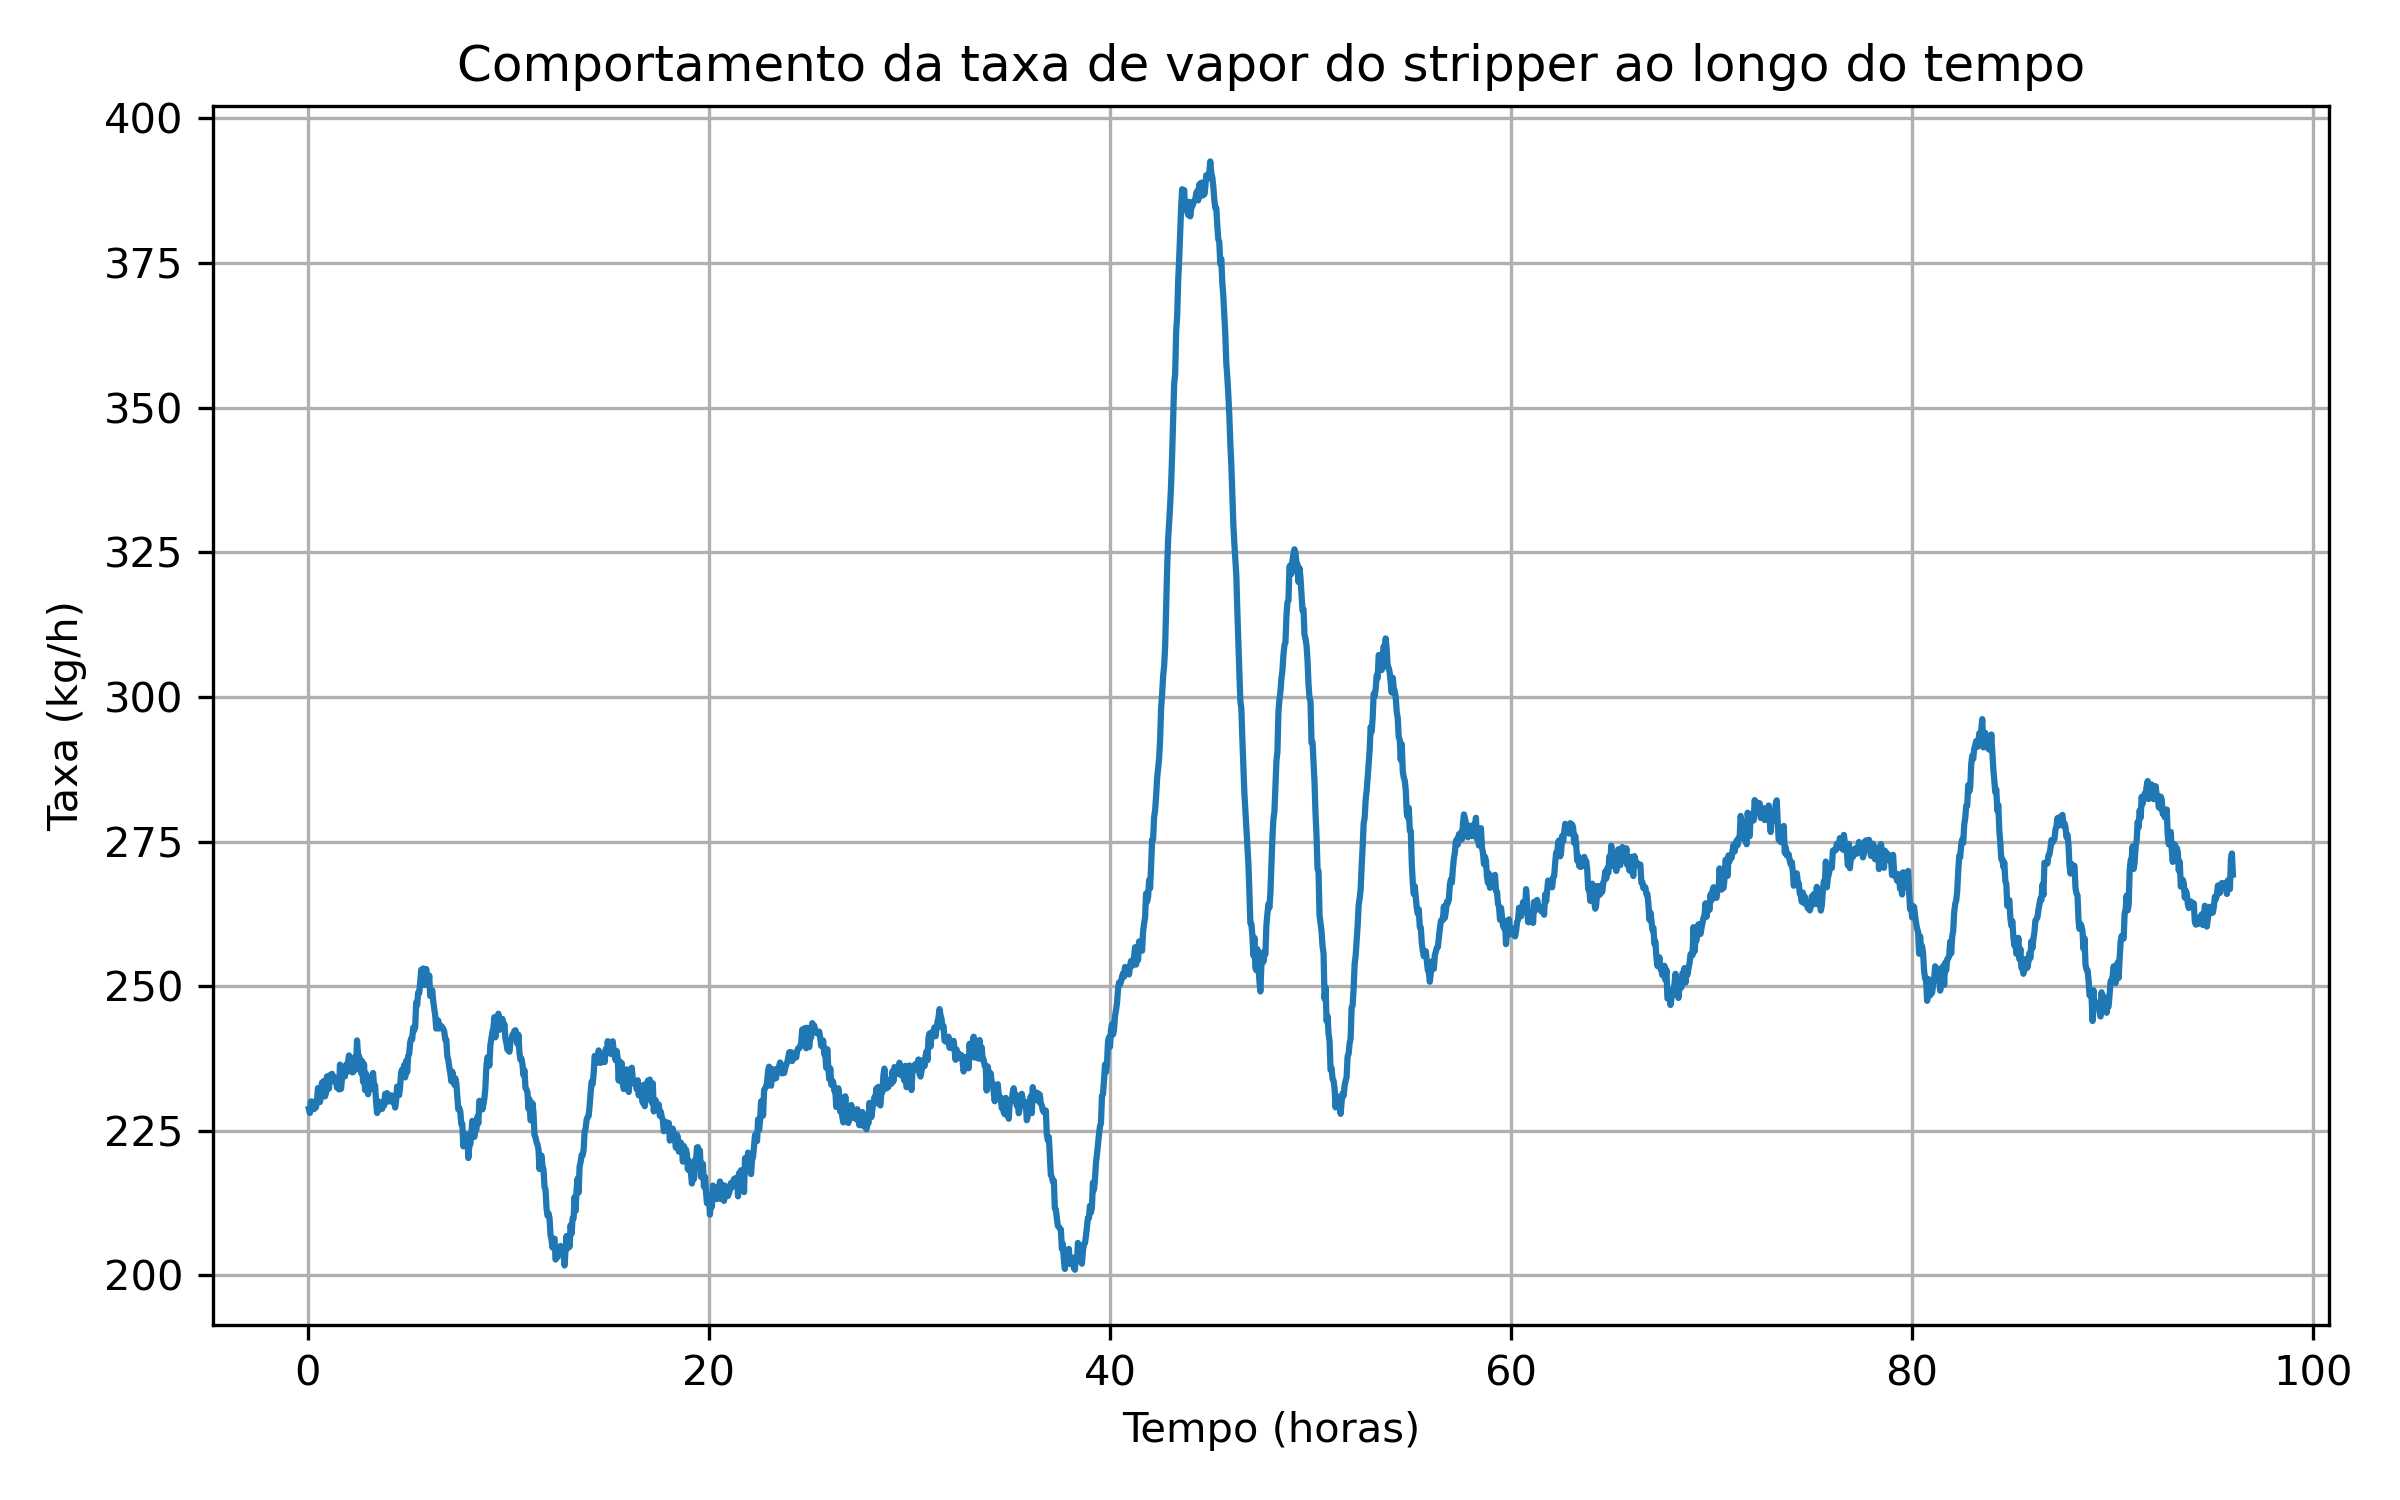 Comportamento da taxa de vapor do stripper ao longo do tempo
400
375
350
325
300
275
250
225
200
Taxa (kg/h)
0 20 40 60 80 100
Tempo (horas)